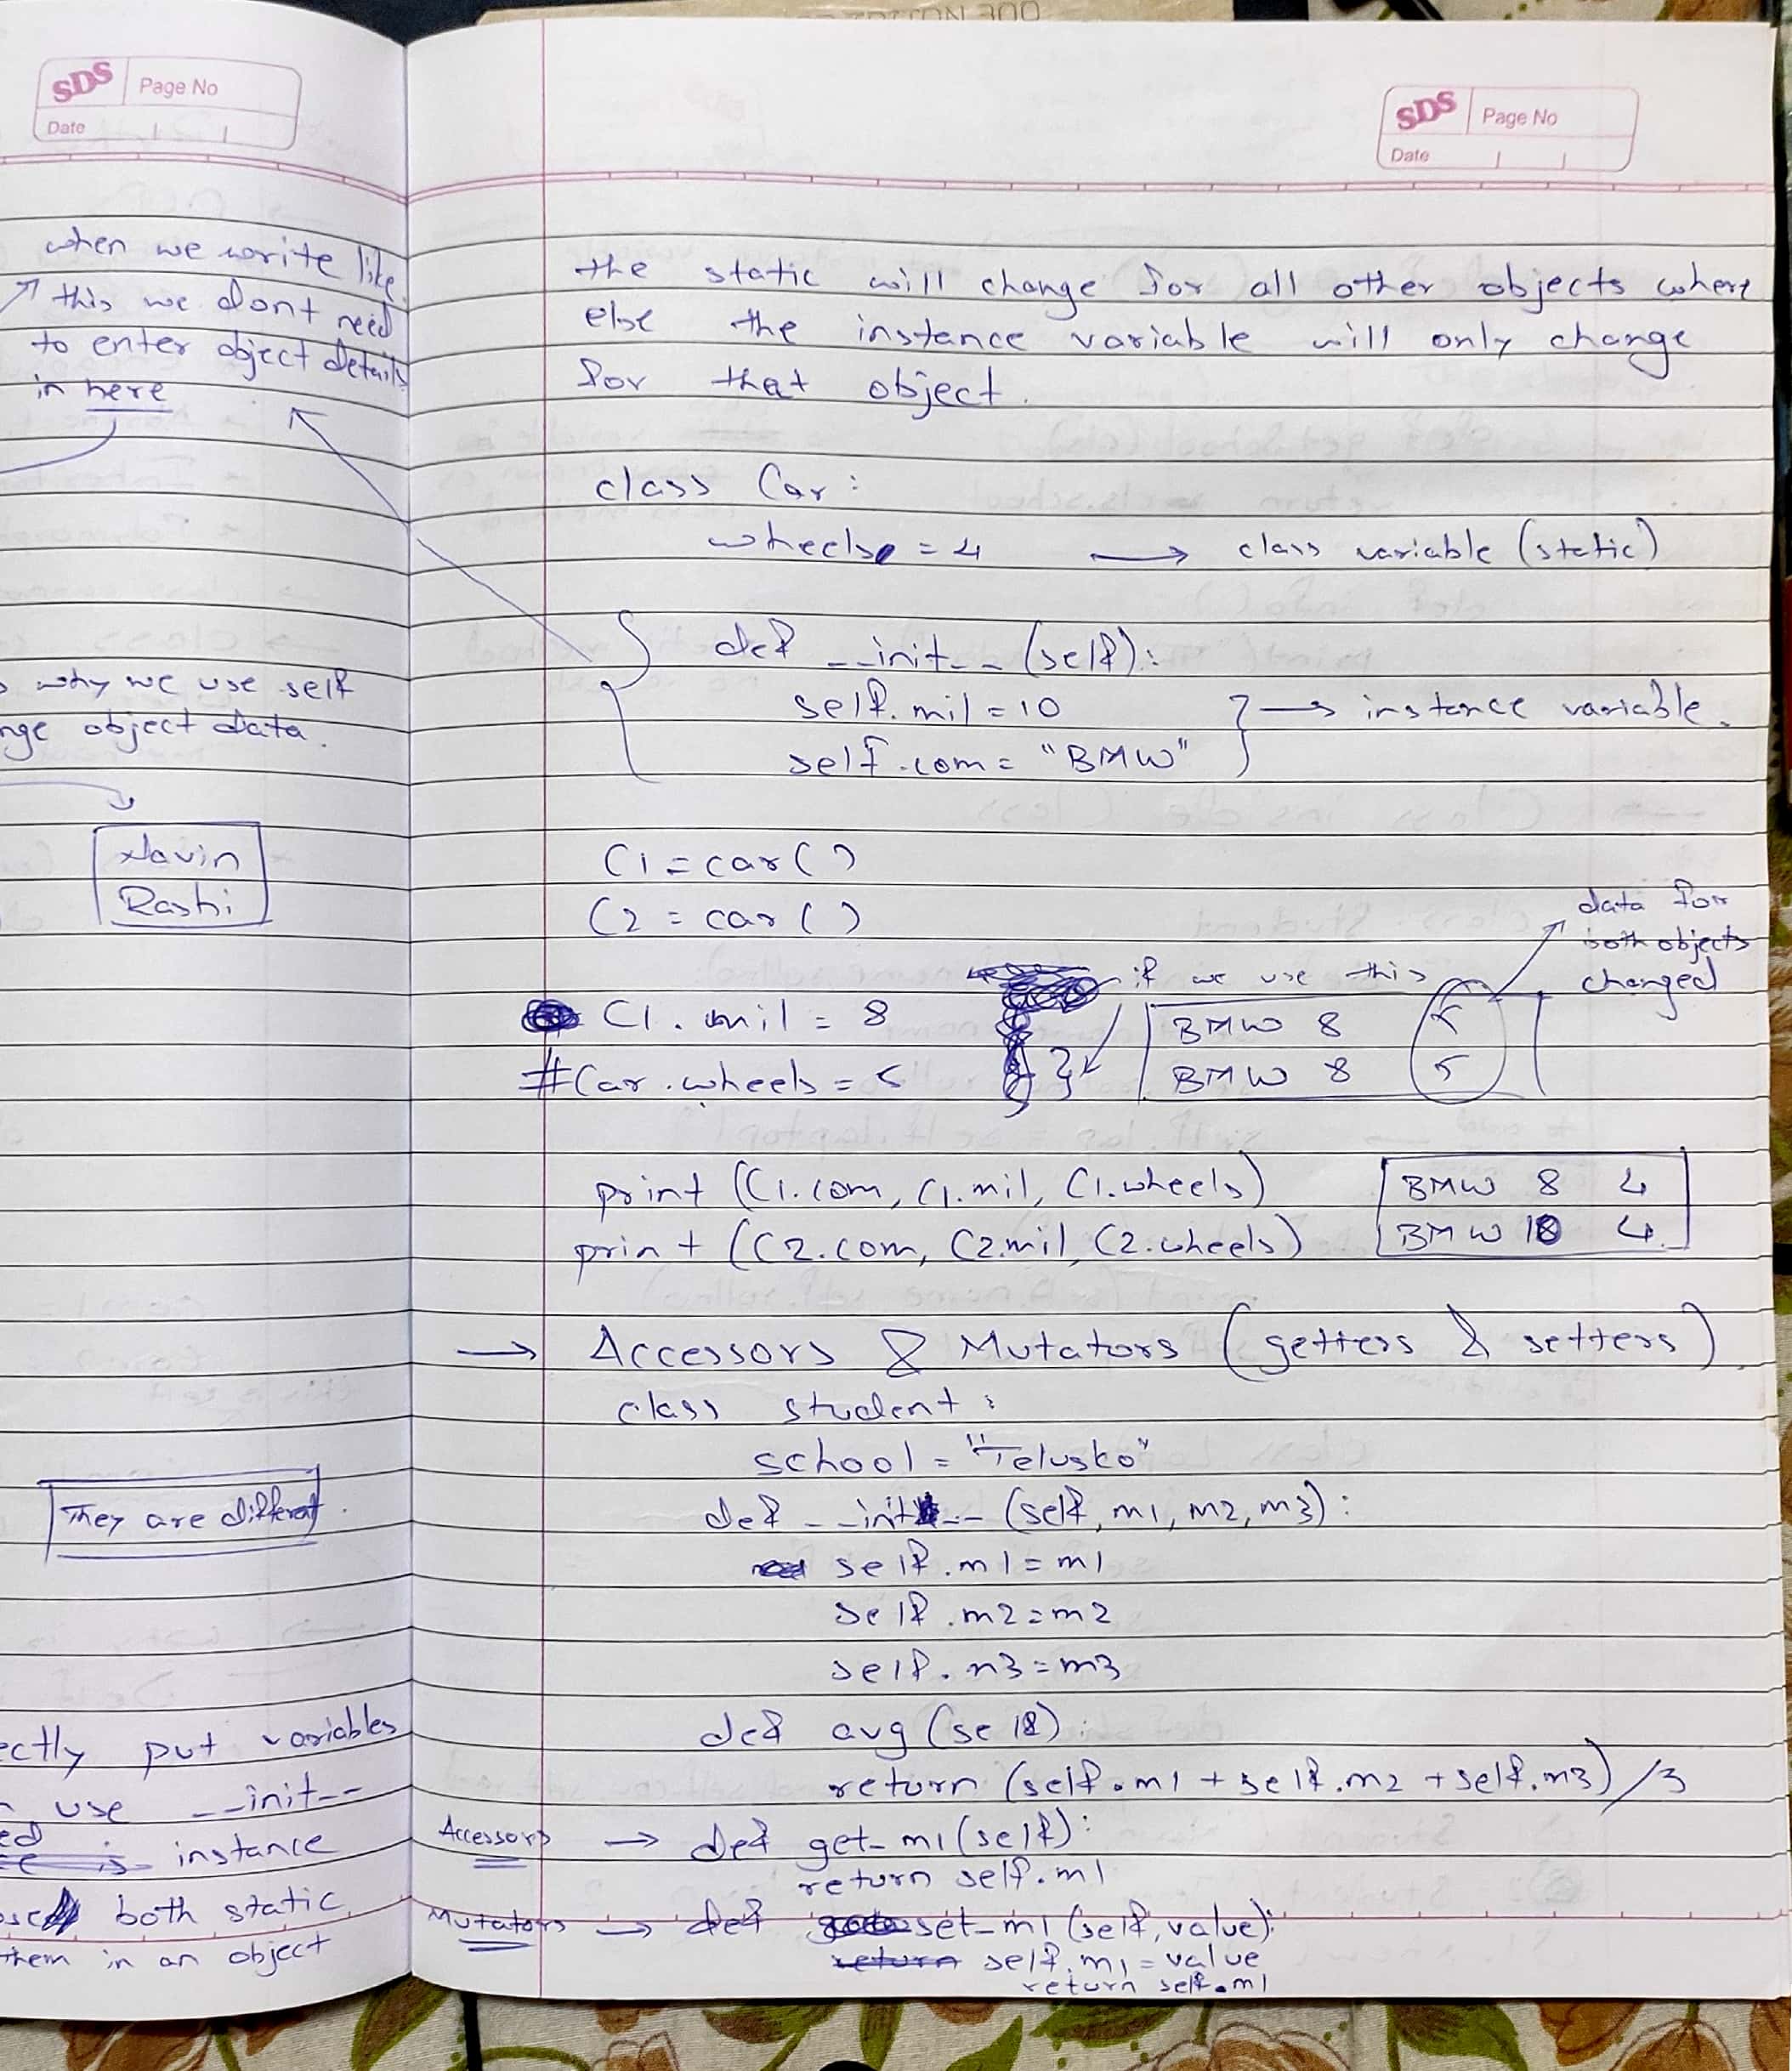 SDS Page No
Date
when we write like
this we dont need
to enter object details
in here
why we use self
object data.
Navin
Rashi
They are different.
put variables
use __init__
instance
both static
them in an object
SDS Page No
Date
the static will change for all other objects where
else the instance variable will only change
for that object.
class Car:
wheels = 4 → class variable (static)
def __init__(self):
self.mil = 10 } → instance variable.
self.com = "BMW"
C1 = car()
C2 = car()
data for
both objects
changed
if we use this
C1.mil = 8
BMW 8 5
#Car.wheels = 5
BMW 8 5
print (C1.com, C1.mil, C1.wheels)
BMW 8 4
print (C2.com, C2.mil, C2.wheels)
BMW 10 4
→ Accessors & Mutators (getters & setters)
class student:
school = "Telusko"
def __init__(self, m1, m2, m3):
self.m1 = m1
self.m2 = m2
self.m3 = m3
def avg (self):
return (self.m1 + self.m2 + self.m3) /3
Accessors → def get_m1(self):
return self.m1
Mutators → def set_m1 (self, value):
return self.m1 = value
return self.m1